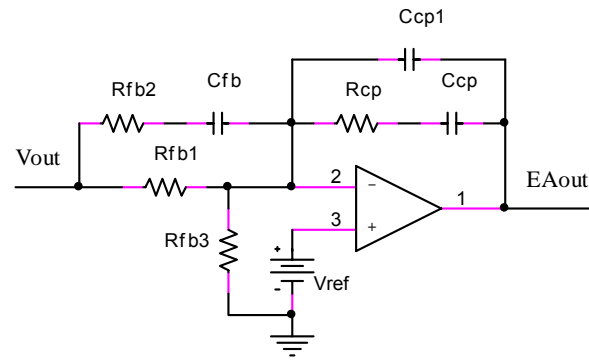 Ccp1
Rfb2
Cfb
Rcp
Ccp
Vout
Rfb1
2
−
1
EAout
3
+
Rfb3
+
-
Vref